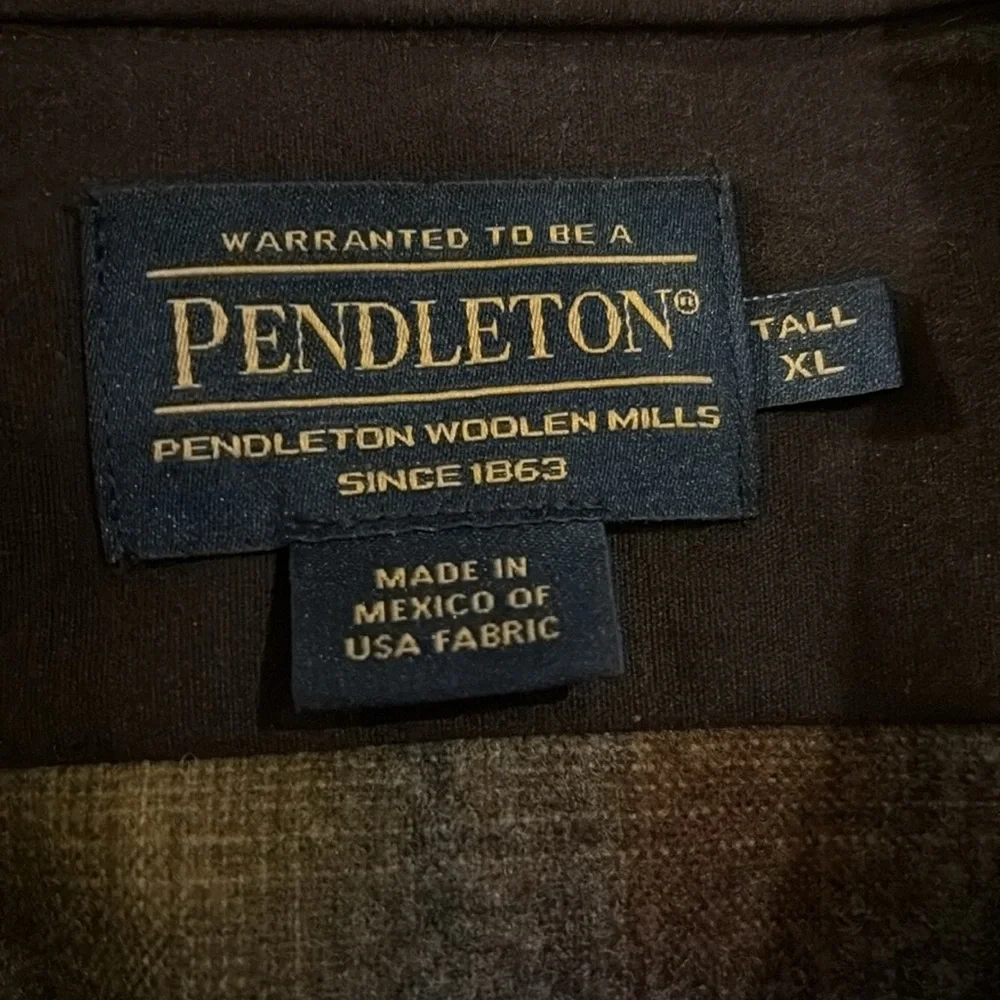 WARRANTED TO BE A
PENDLETON®
PENDLETON WOOLEN MILLS
SINCE 1863
TALL
XL
MADE IN
MEXICO OF
USA FABRIC